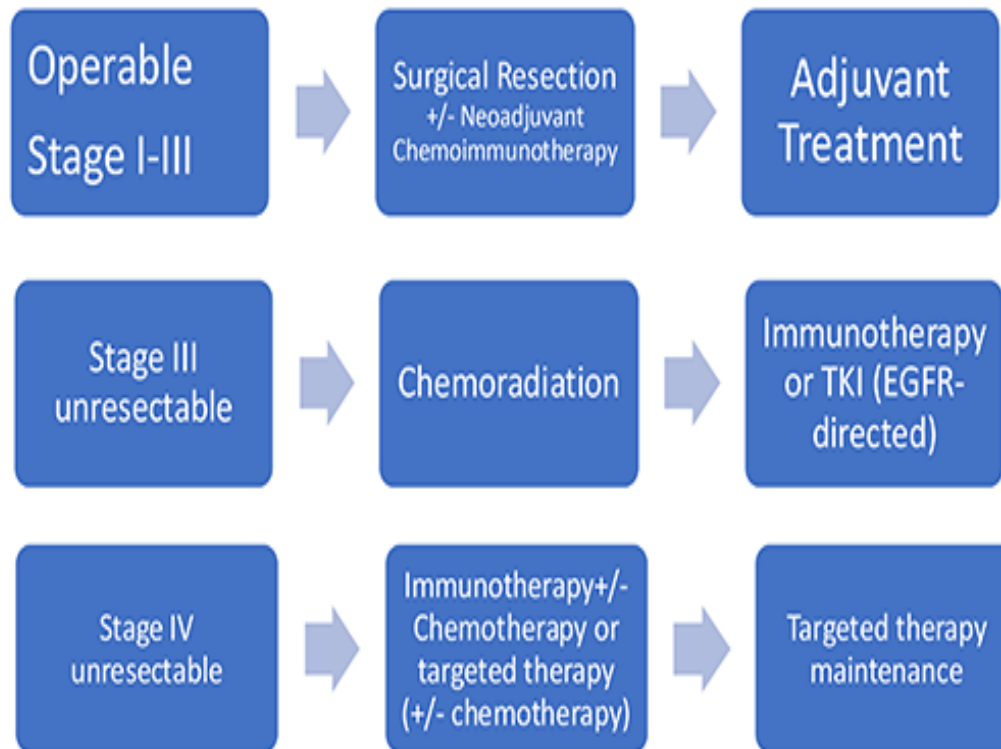 Operable
Stage I-III
Surgical Resection
+/- Neoadjuvant
Chemoimmunotherapy
Adjuvant
Treatment
Stage III
unresectable
Chemoradiation
Immunotherapy
or TKI (EGFR-
directed)
Stage IV
unresectable
Immunotherapy+/-
Chemotherapy or
targeted therapy
(+/- chemotherapy)
Targeted therapy
maintenance